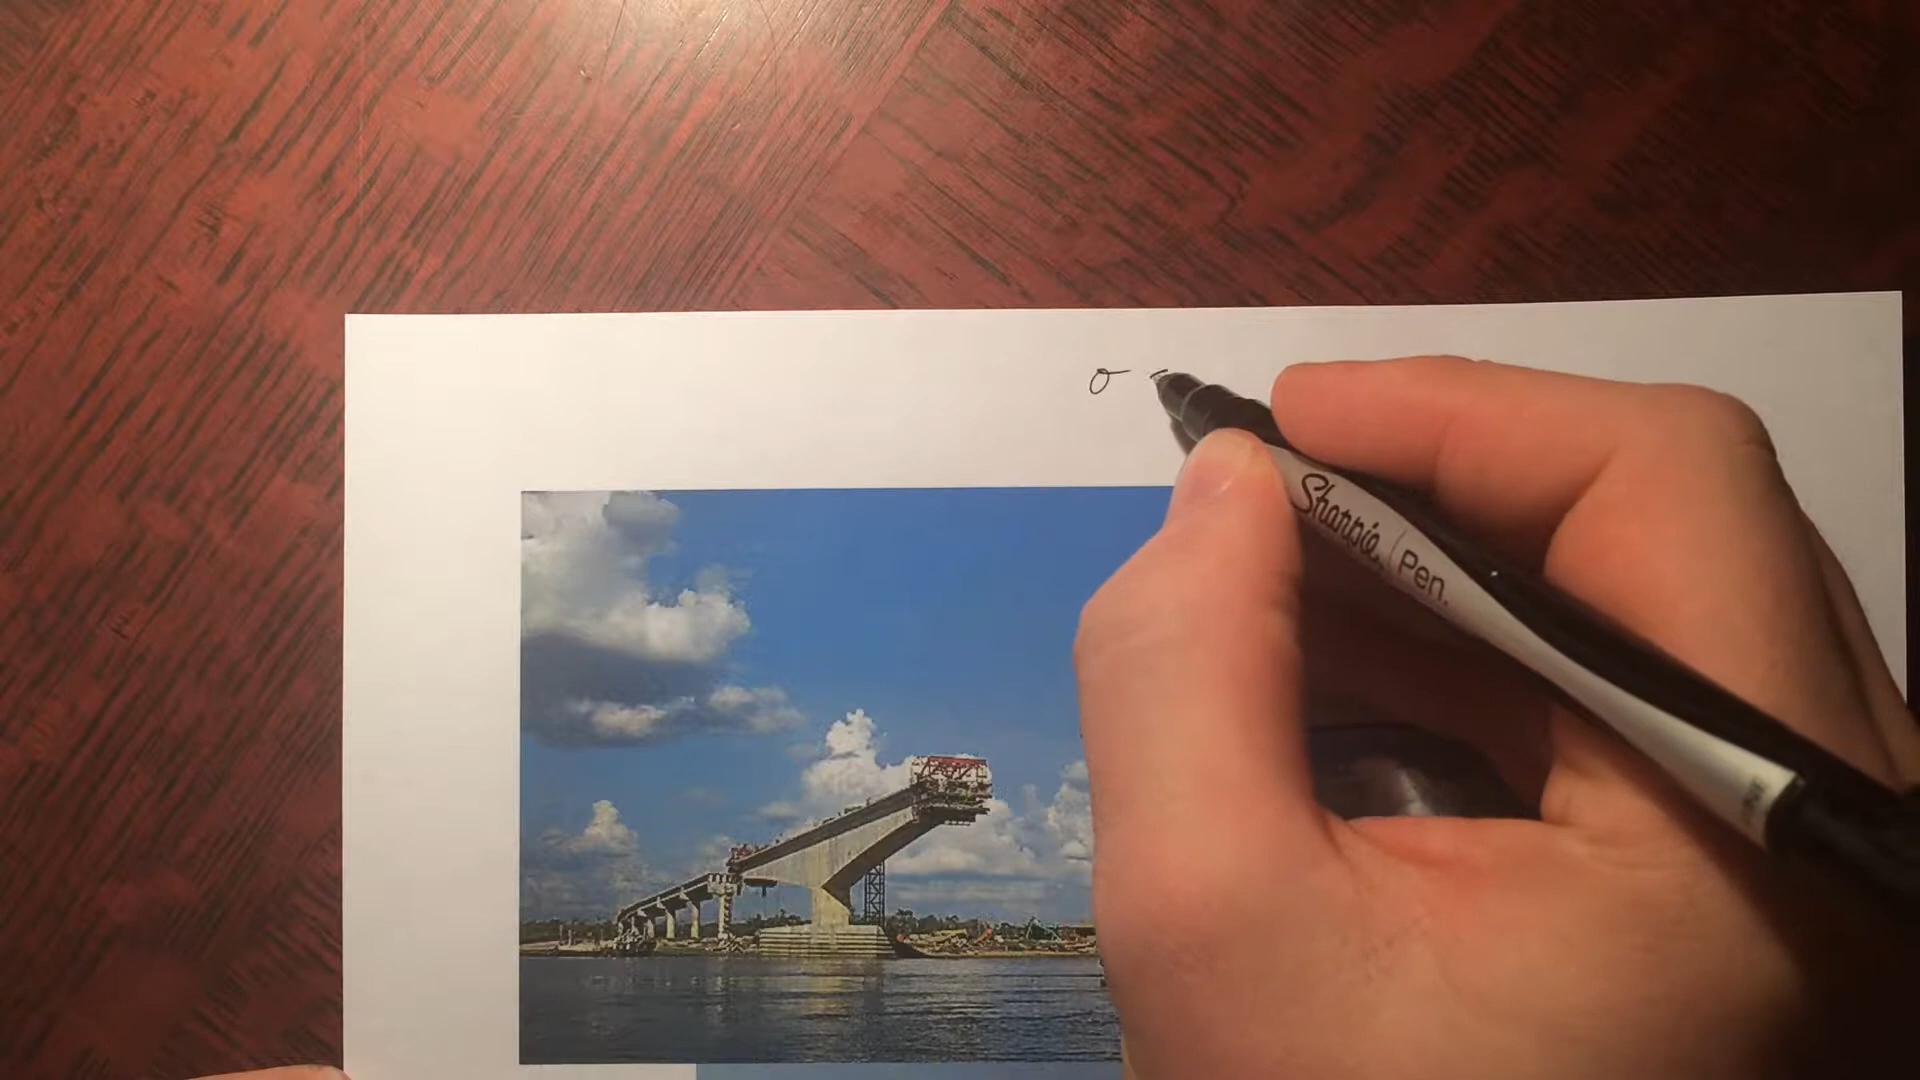 σ =
Sharpie. Pen.